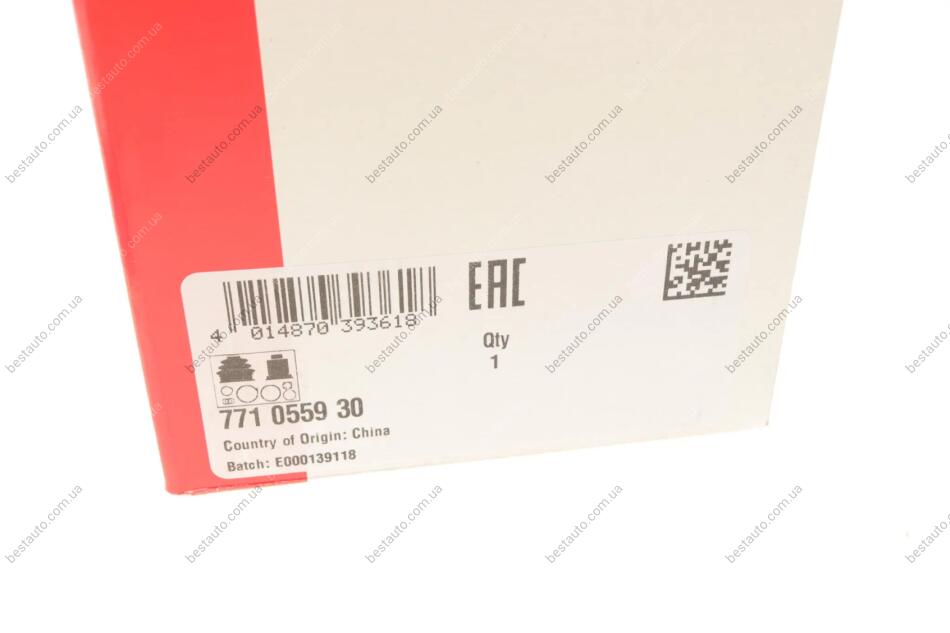 4 014870 393618
EAC
Qty
1
771 0559 30
Country of Origin: China
Batch: E000139118
bestauto.com.ua